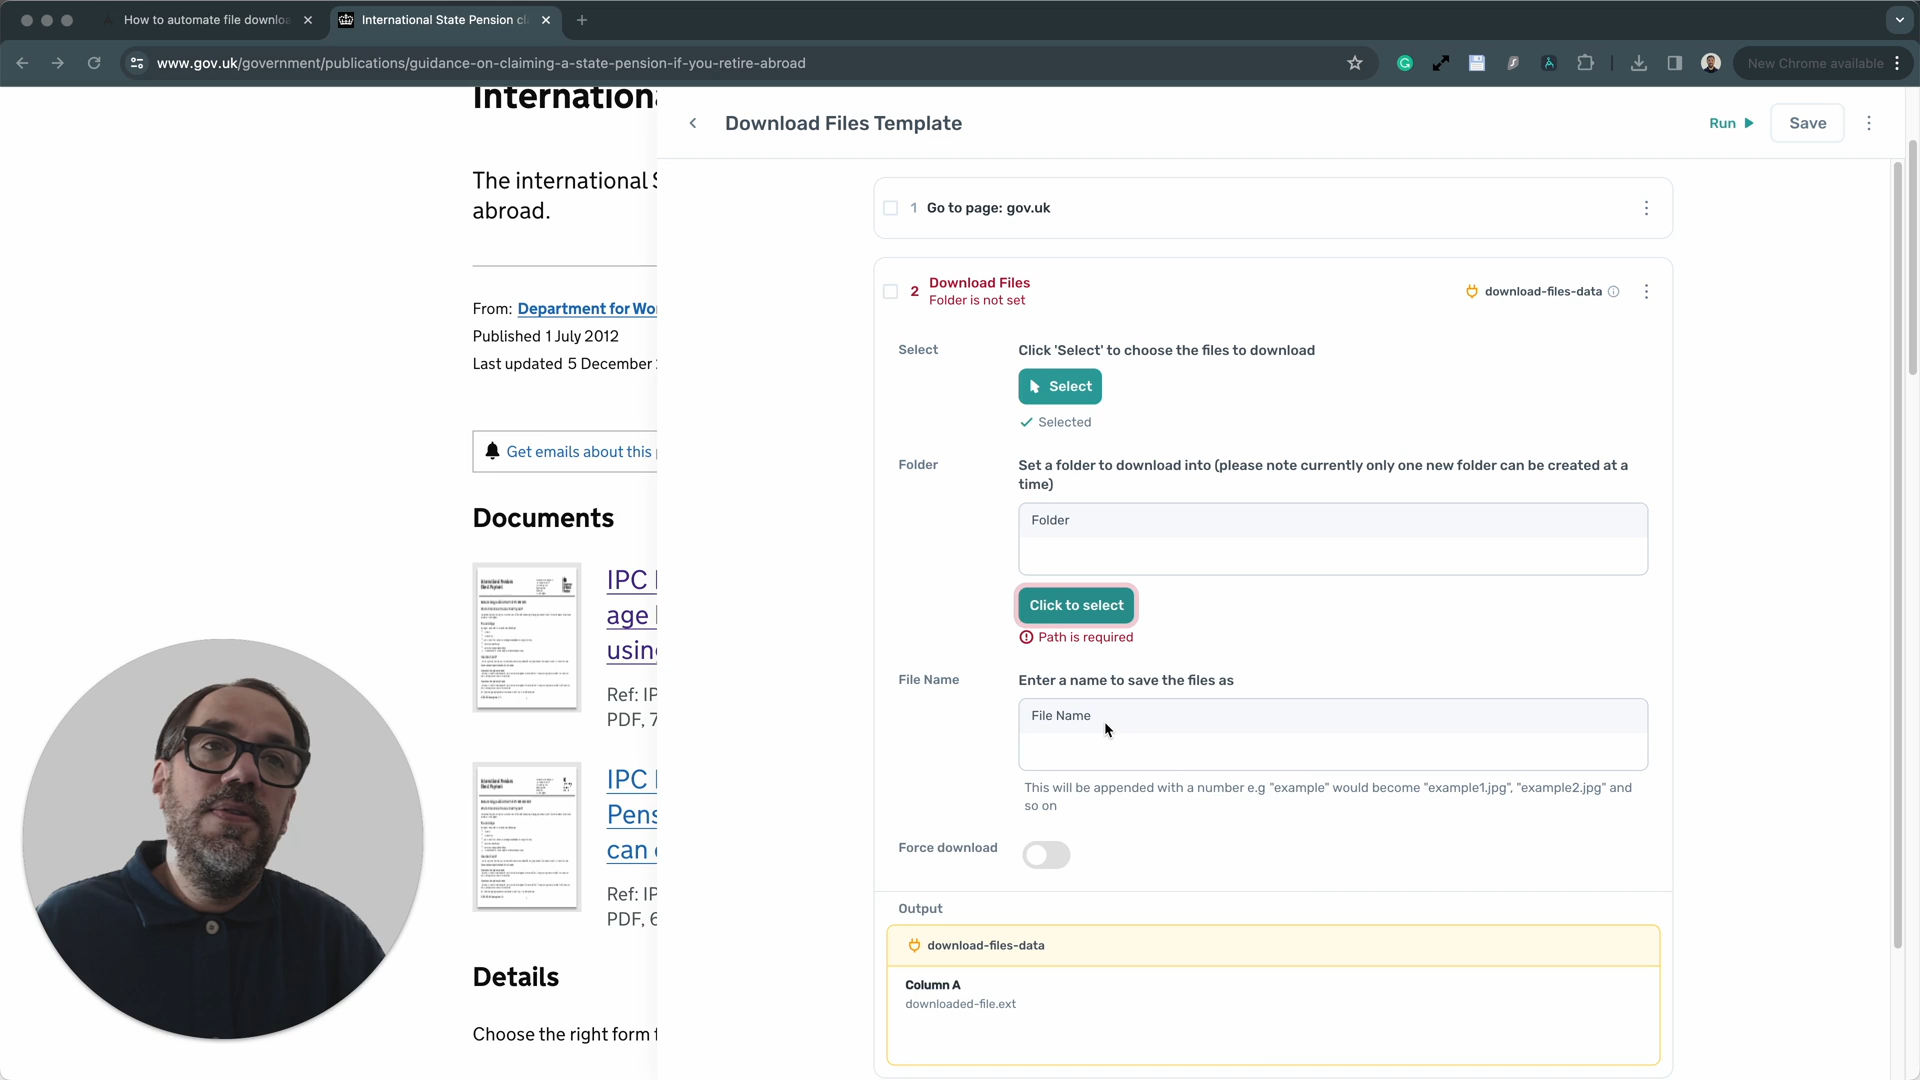 How to automate file downlo
International State Pension cl
www.gov.uk/government/publications/guidance-on-claiming-a-state-pension-if-you-retire-abroad
New Chrome available
Internationa
The international S
abroad.
From: Department for Wo
Published 1 July 2012
Last updated 5 December
Get emails about this
Documents
IPC
age
using
Ref: IP
PDF, 7
IPC
Pens
can
Ref: IP
PDF, 6
Details
Choose the right form
Download Files Template
Run
Save
1 Go to page: gov.uk
2 Download Files
Folder is not set
download-files-data
Select
Click 'Select' to choose the files to download
Select
Selected
Folder
Set a folder to download into (please note currently only one new folder can be created at a
time)
Folder
Click to select
Path is required
File Name
Enter a name to save the files as
File Name
This will be appended with a number e.g "example" would become "example1.jpg", "example2.jpg" and
so on
Force download
Output
download-files-data
Column A
downloaded-file.ext